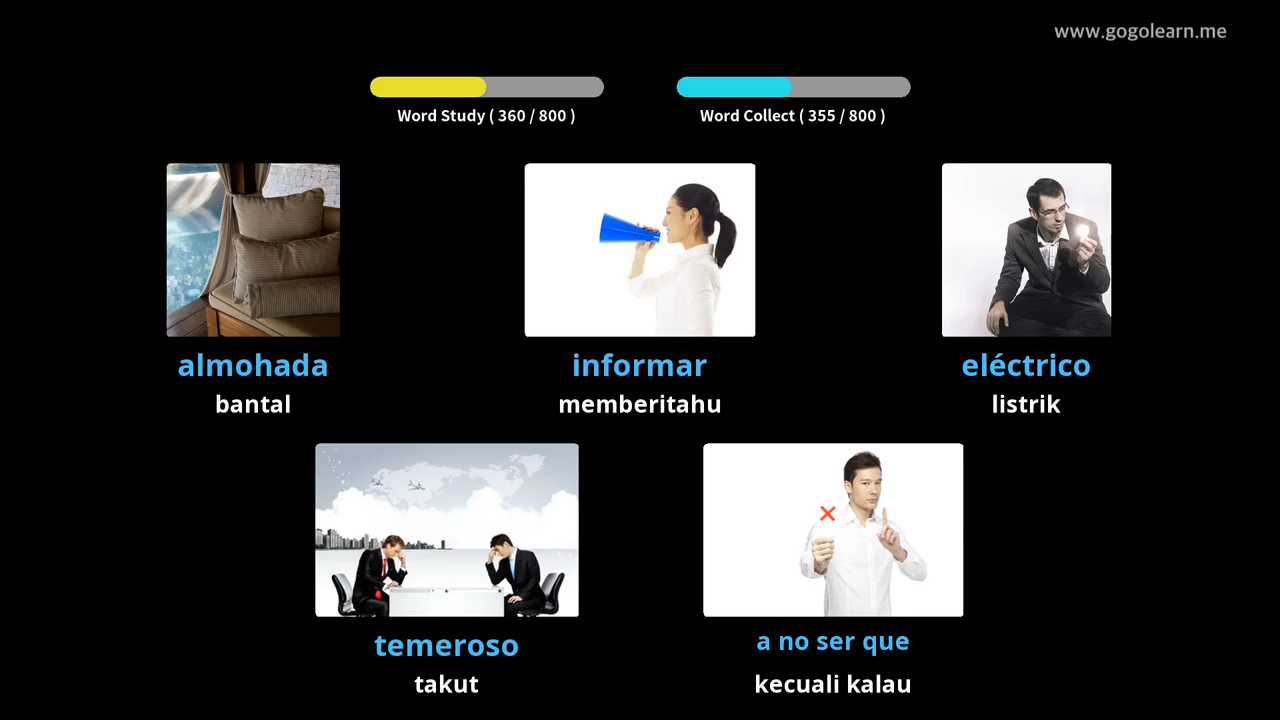 www.gogolearn.me
Word Study ( 360 / 800 )
Word Collect ( 355 / 800 )
almohada
bantal
informar
memberitahu
eléctrico
listrik
temeroso
takut
a no ser que
kecuali kalau